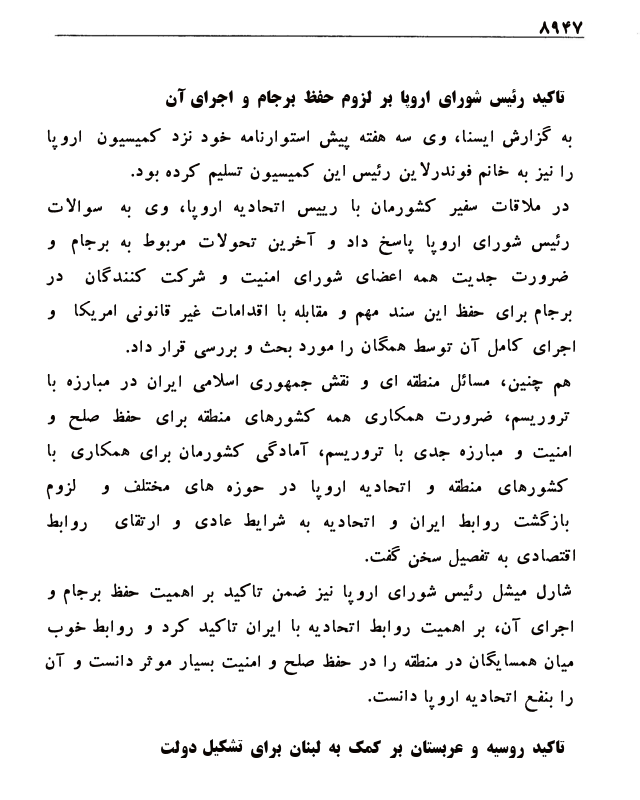 ۸۹۴۷
تاکید رئیس شورای اروپا بر لزوم حفظ برجام و اجرای آن
به گزارش ایسنا، وی سه هفته پیش استوارنامه خود نزد کمیسیون اروپا
را نیز به خانم فوندرلاین رئیس این کمیسیون تسلیم کرده بود.
در ملاقات سفیر کشورمان با رییس اتحادیه اروپا، وی به سوالات
رئیس شورای اروپا پاسخ داد و آخرین تحولات مربوط به برجام و
ضرورت جدیت همه اعضای شورای امنیت و شرکت کنندگان در
برجام برای حفظ این سند مهم و مقابله با اقدامات غیر قانونی امریکا و
اجرای کامل آن توسط همگان را مورد بحث و بررسی قرار داد.
هم چنین، مسائل منطقه ای و نقش جمهوری اسلامی ایران در مبارزه با
تروریسم، ضرورت همکاری همه کشورهای منطقه برای حفظ صلح و
امنیت و مبارزه جدی با تروریسم، آمادگی کشورمان برای همکاری با
کشورهای منطقه و اتحادیه اروپا در حوزه های مختلف و لزوم
بازگشت روابط ایران و اتحادیه به شرایط عادی و ارتقای روابط
اقتصادی به تفصیل سخن گفت.
شارل میشل رئیس شورای اروپا نیز ضمن تاکید بر اهمیت حفظ برجام و
اجرای آن، بر اهمیت روابط اتحادیه با ایران تاکید کرد و روابط خوب
میان همسایگان در منطقه را در حفظ صلح و امنیت بسیار موثر دانست و آن
را بنفع اتحادیه اروپا دانست.
تاکید روسیه و عربستان بر کمک به لبنان برای تشکیل دولت